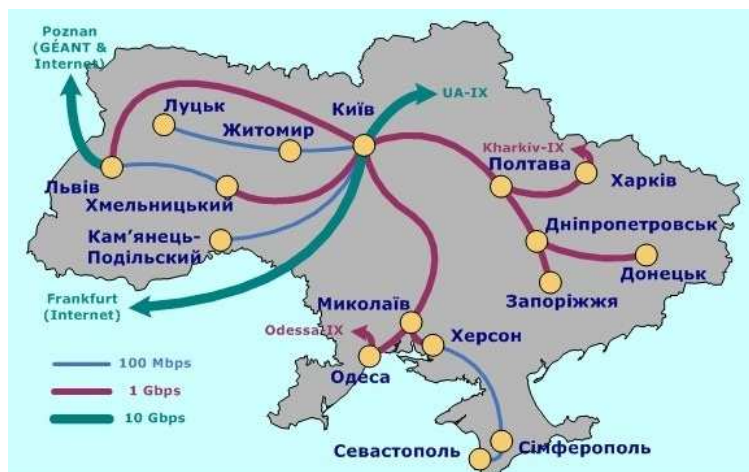 Poznan
(GÉANT &
Internet)
Луцьк
Київ
UA-IX
Житомир
Kharkiv-IX
Полтава
Харків
Львів
Хмельницький
Кам’янець-
Подільский
Дніпропетровськ
Донецьк
Запоріжжя
Frankfurt
(Internet)
Миколаїв
Odessa-IX
Херсон
Одеса
100 Mbps
1 Gbps
10 Gbps
Севастополь
Сімферополь